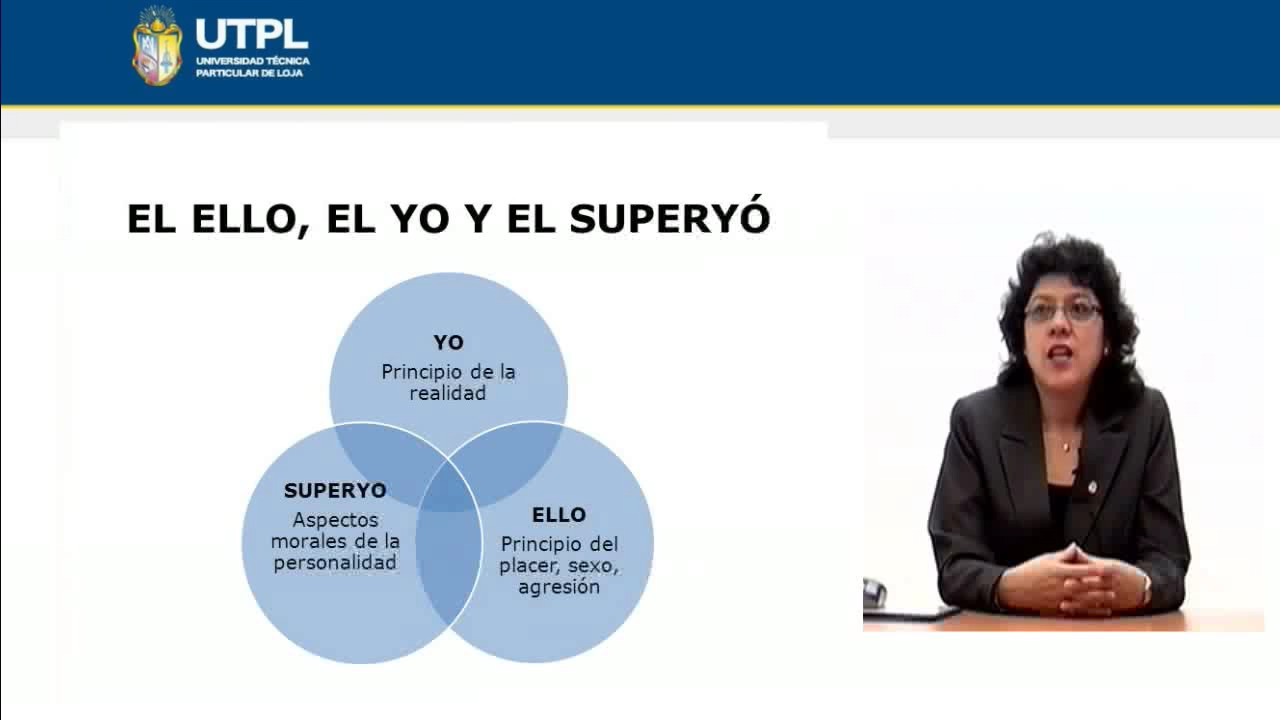 UTPL
UNIVERSIDAD TÉCNICA
PARTICULAR DE LOJA
EL ELLO, EL YO Y EL SUPERYÓ
YO
Principio de la
realidad
SUPERYO
Aspectos
morales de la
personalidad
ELLO
Principio del
placer, sexo,
agresión